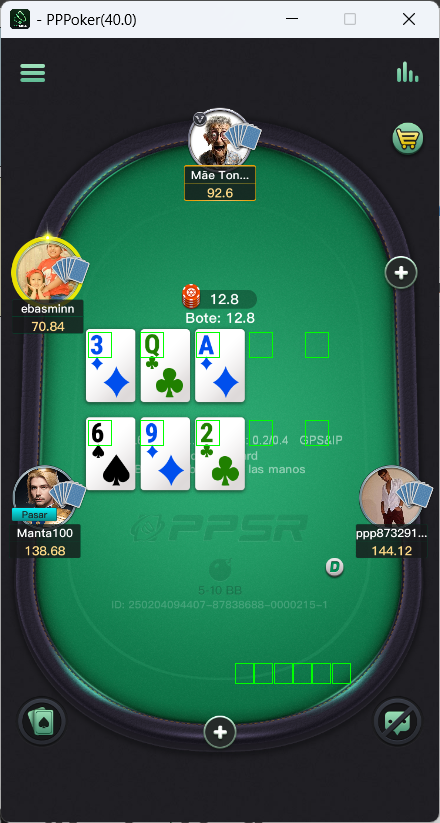 - PPPoker(40.0)
Mãe Ton...
92.6
ebasminn
70.84
12.8
Bote: 12.8
3 Q A
6 9 2
: 0.2/0.4 GPS&IP
las manos
Pasar
Manta100
138.68
ppp873291...
144.12
PPSR
D
5-10 BB
ID: 250204094407-87838688-0000215-1